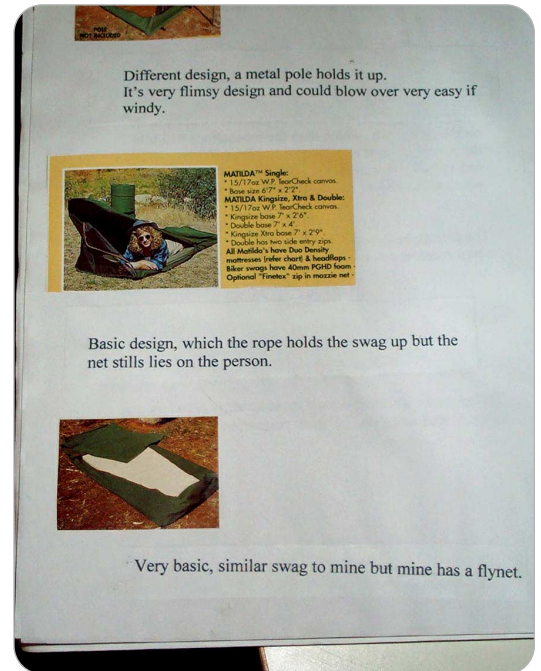 POLE
NOT INCLUDED
Different design, a metal pole holds it up.
It's very flimsy design and could blow over very easy if
windy.
MATILDA™ Single:
* 15/17oz W.P. TearCheck canvas.
* Base size 6'7" x 2'2".
MATILDA Kingsize, Xtra & Double:
* 15/17oz W.P. TearCheck canvas.
* Kingsize base 7' x 2'6".
* Double base 7' x 4'.
* Kingsize Xtra base 7' x 2'9".
* Double has two side entry zips.
All Matilda's have Duo Density
mattresses (refer chart) & headflaps -
Biker swags have 40mm PGHD foam -
Optional "Finetex" zip in mozzie net -
Basic design, which the rope holds the swag up but the
net stills lies on the person.
Very basic, similar swag to mine but mine has a flynet.